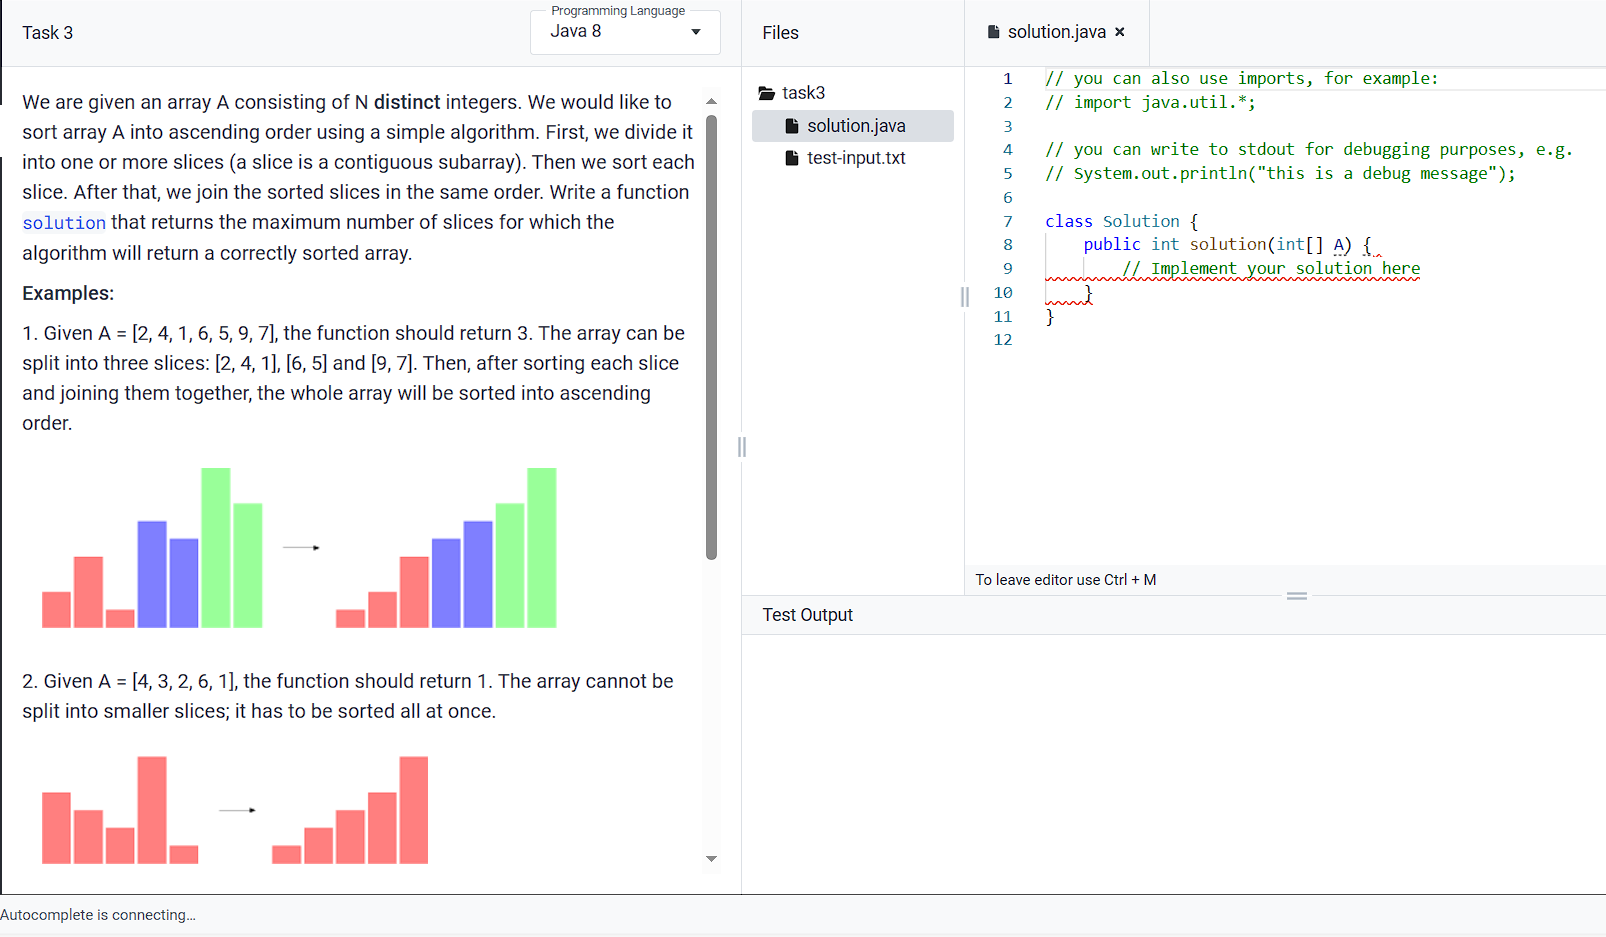 Task 3
Programming Language
Java 8
We are given an array A consisting of N distinct integers. We would like to
sort array A into ascending order using a simple algorithm. First, we divide it
into one or more slices (a slice is a contiguous subarray). Then we sort each
slice. After that, we join the sorted slices in the same order. Write a function
solution that returns the maximum number of slices for which the
algorithm will return a correctly sorted array.
Examples:
1. Given A = [2, 4, 1, 6, 5, 9, 7], the function should return 3. The array can be
split into three slices: [2, 4, 1], [6, 5] and [9, 7]. Then, after sorting each slice
and joining them together, the whole array will be sorted into ascending
order.
2. Given A = [4, 3, 2, 6, 1], the function should return 1. The array cannot be
split into smaller slices; it has to be sorted all at once.
Files
task3
solution.java
test-input.txt
solution.java ×
1 // you can also use imports, for example:
2 // import java.util.*;
3
4 // you can write to stdout for debugging purposes, e.g.
5 // System.out.println("this is a debug message");
6
7 class Solution {
8     public int solution(int[] A) {
9         // Implement your solution here
10     }
11 }
12
To leave editor use Ctrl + M
Test Output
Autocomplete is connecting...